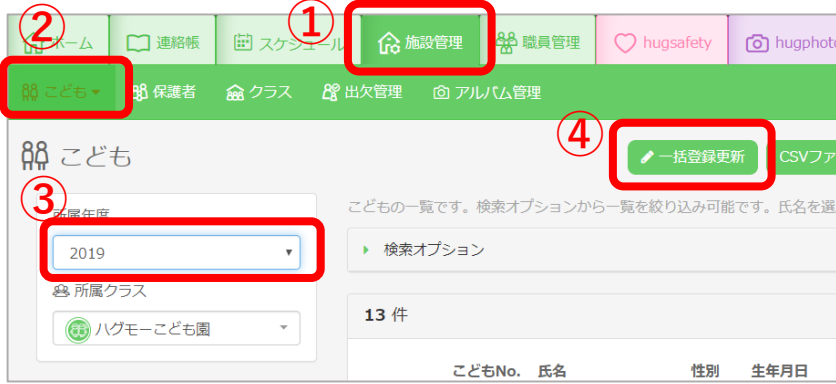 ① ②
ホーム 連絡帳 スケジュール 施設管理 職員管理 hugsafety hugphoto
こども 保護者 クラス 出欠管理 アルバム管理
こども ④ 一括登録更新 CSVファ
③
所属年度 こどもの一覧です。検索オプションから一覧を絞り込み可能です。氏名を選
2019 検索オプション
所属クラス
ハグモーこども園 13 件
こどもNo. 氏名 性別 生年月日